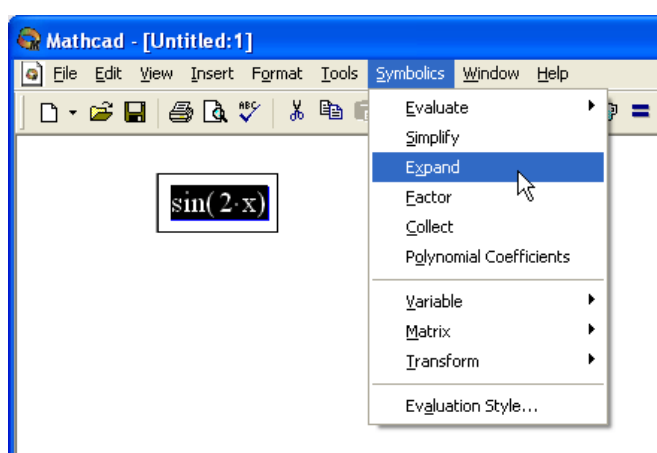 Mathcad - [Untitled:1]
File Edit View Insert Format Tools Symbolics Window Help
ABC
Evaluate
Simplify
Expand
Factor
Collect
Polynomial Coefficients
Variable
Matrix
Transform
Evaluation Style...
sin(2·x)